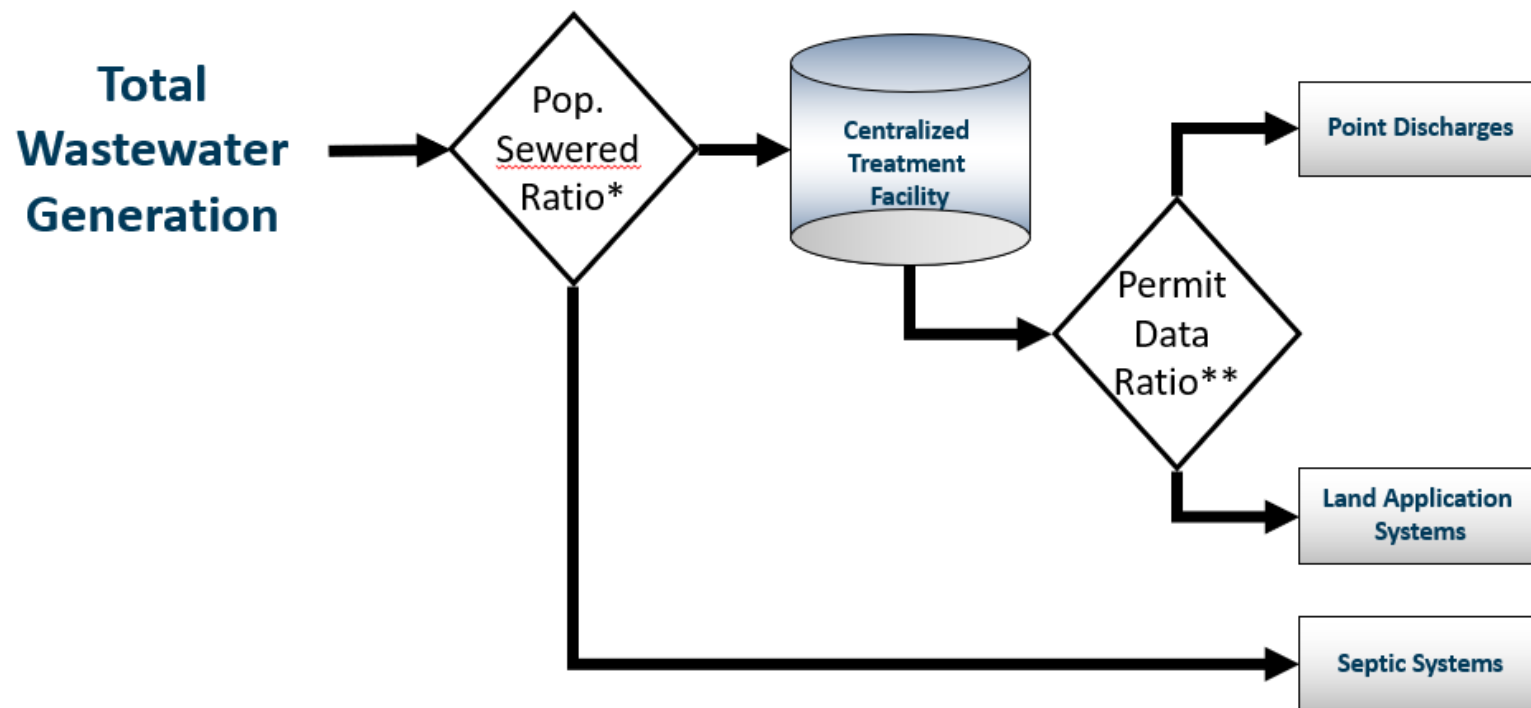 Total
Wastewater
Generation
Pop.
Sewered
Ratio*
Centralized
Treatment
Facility
Permit
Data
Ratio**
Point Discharges
Land Application
Systems
Septic Systems